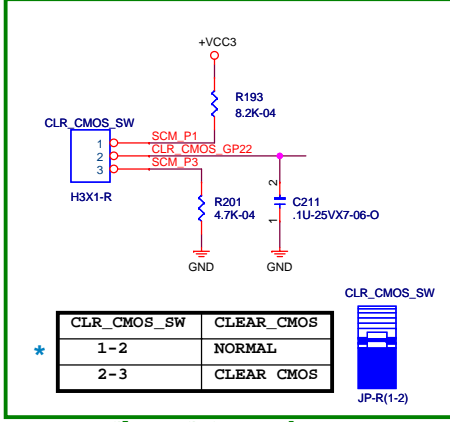 +VCC3
R193
8.2K-04
CLR_CMOS_SW
1
2
3
SCM_P1
CLR_CMOS_GP22
SCM_P3
H3X1-R
R201
4.7K-04
2
1
C211
.1U-25VX7-06-O
GND
GND
CLR_CMOS_SW
CLR_CMOS_SW CLEAR_CMOS
* 1-2 NORMAL
2-3 CLEAR CMOS
JP-R(1-2)